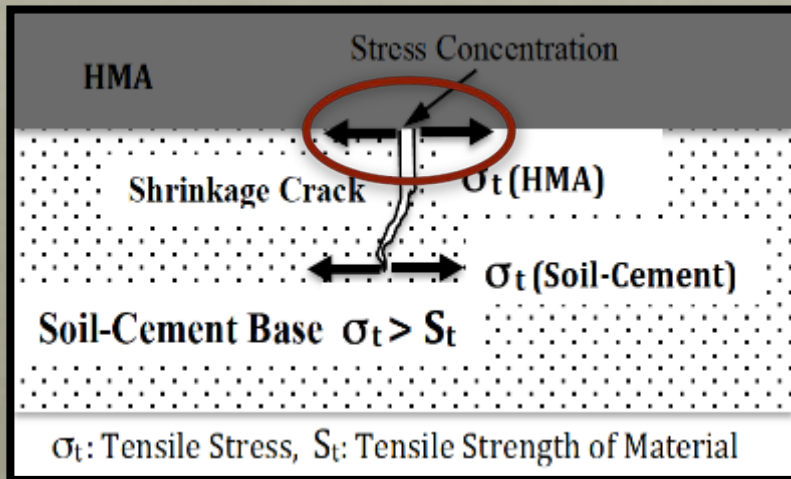 Stress Concentration
HMA
Shrinkage Crack
σt (HMA)
σt (Soil-Cement)
Soil-Cement Base σt > St
σt: Tensile Stress, St: Tensile Strength of Material